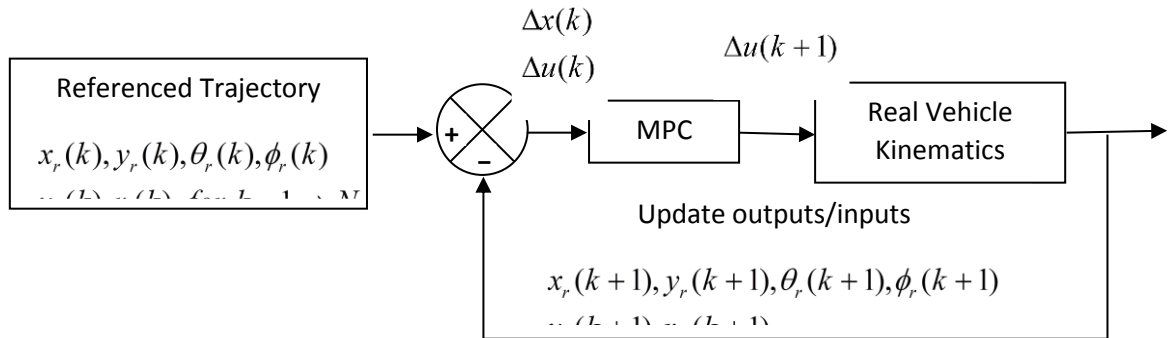 Δx(k)
Δu(k)
Δu(k + 1)
Referenced Trajectory
x_r(k), y_r(k), θ_r(k), ϕ_r(k)
+
−
MPC
Real Vehicle
Kinematics
Update outputs/inputs
x_r(k + 1), y_r(k + 1), θ_r(k + 1), ϕ_r(k + 1)